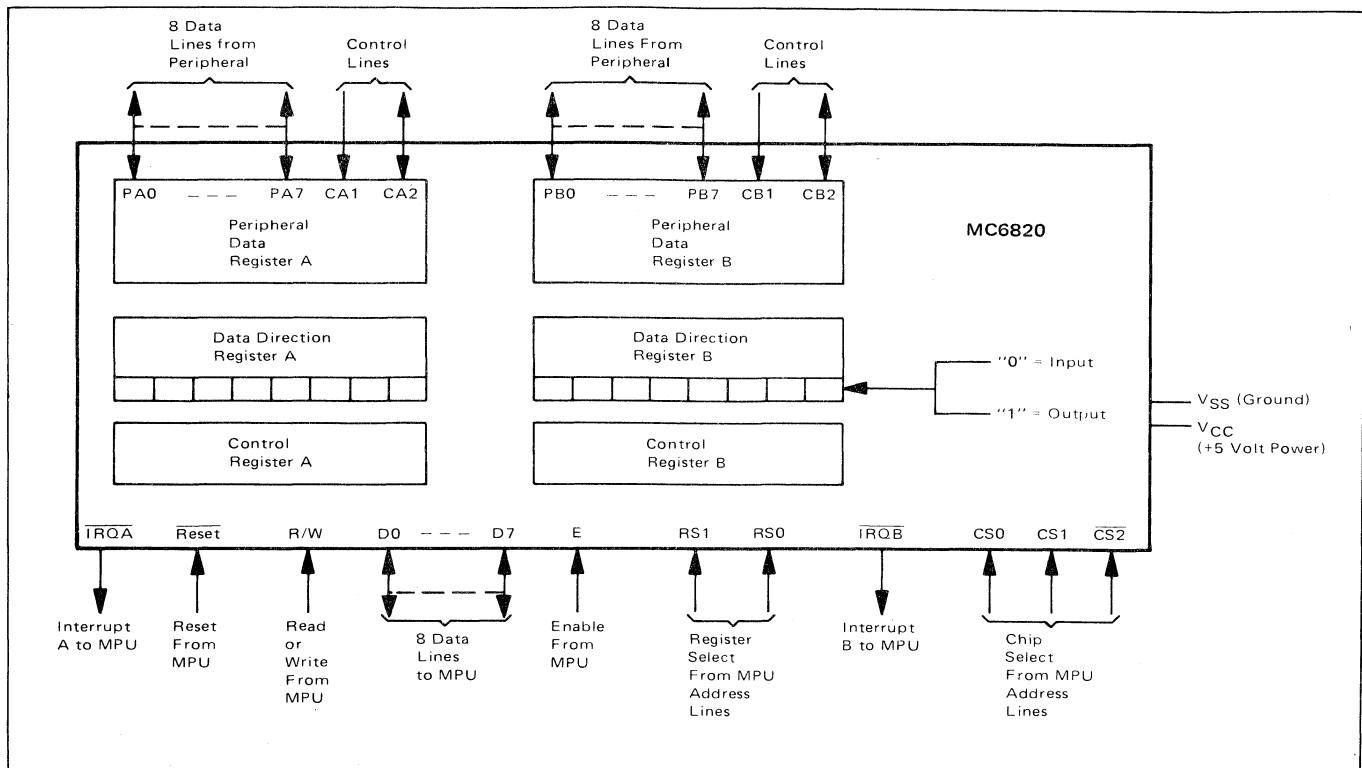 8 Data
Lines from
Peripheral
Control
Lines
8 Data
Lines From
Peripheral
Control
Lines
PA0 --- PA7 CA1 CA2
PB0 --- PB7 CB1 CB2
Peripheral
Data
Register A
Peripheral
Data
Register B
MC6820
Data Direction
Register A
Data Direction
Register B
"0" = Input
"1" = Output
VSS (Ground)
VCC
(+5 Volt Power)
Control
Register A
Control
Register B
IRQA Reset R/W D0 --- D7 E RS1 RS0 IRQB CS0 CS1 CS2
Interrupt
A to MPU
Reset
From
MPU
Read
or
Write
From
MPU
8 Data
Lines
to MPU
Enable
From
MPU
Register
Select
From MPU
Address
Lines
Interrupt
B to MPU
Chip
Select
From MPU
Address
Lines